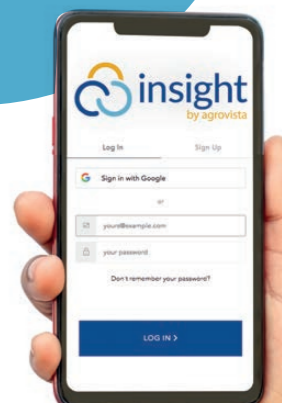 insight
by agrovista
Log In Sign Up
Sign in with Google
or
yours@example.com
your password
Don't remember your password?
LOG IN >